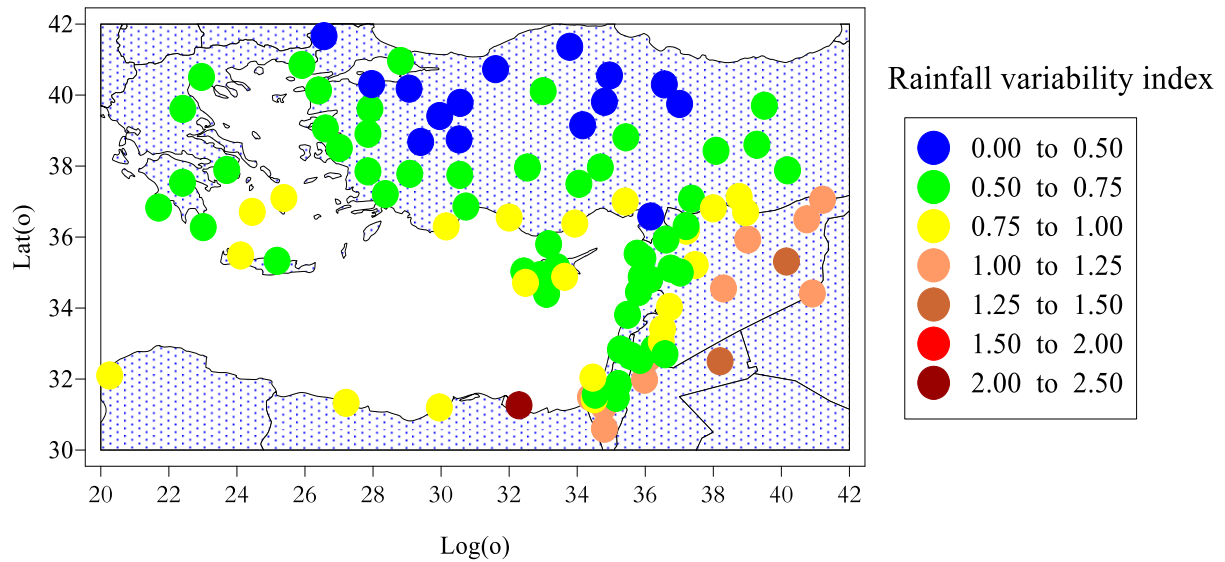 Rainfall variability index
0.00 to 0.50
0.50 to 0.75
0.75 to 1.00
1.00 to 1.25
1.25 to 1.50
1.50 to 2.00
2.00 to 2.50
Lat(o)
42
40
38
36
34
32
30
20 22 24 26 28 30 32 34 36 38 40 42
Log(o)